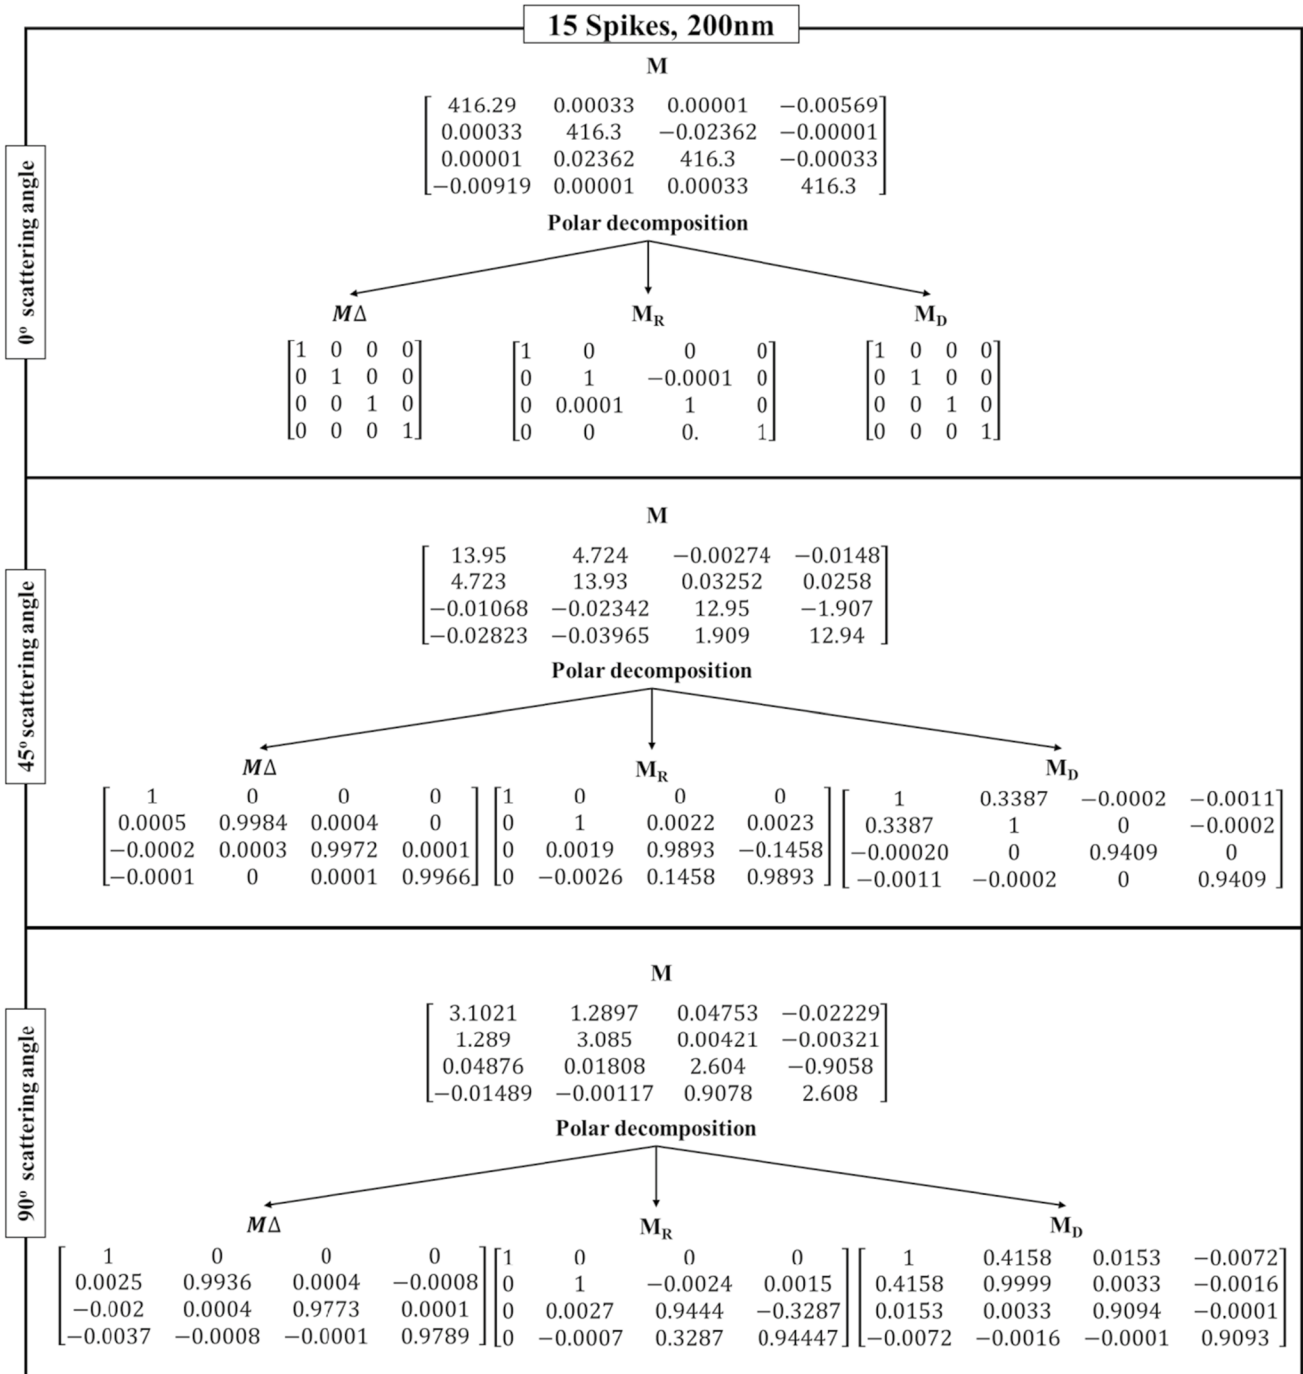 15 Spikes, 200nm
0º scattering angle
M
416.29 0.00033 0.00001 −0.00569
0.00033 416.3 −0.02362 −0.00001
0.00001 0.02362 416.3 −0.00033
−0.00919 0.00001 0.00033 416.3
Polar decomposition
MΔ
1 0 0 0
0 1 0 0
0 0 1 0
0 0 0 1
M_R
1 0 0 0
0 1 −0.0001 0
0 0.0001 1 0
0 0 0. 1
M_D
1 0 0 0
0 1 0 0
0 0 1 0
0 0 0 1
45º scattering angle
M
13.95 4.724 −0.00274 −0.0148
4.723 13.93 0.03252 0.0258
−0.01068 −0.02342 12.95 −1.907
−0.02823 −0.03965 1.909 12.94
Polar decomposition
MΔ
1 0 0 0
0.0005 0.9984 0.0004 0
−0.0002 0.0003 0.9972 0.0001
−0.0001 0 0.0001 0.9966
M_R
1 0 0 0
0 1 0.0022 0.0023
0 0.0019 0.9893 −0.1458
0 −0.0026 0.1458 0.9893
M_D
1 0.3387 −0.0002 −0.0011
0.3387 1 0 −0.0002
−0.00020 0 0.9409 0
−0.0011 −0.0002 0 0.9409
90º scattering angle
M
3.1021 1.2897 0.04753 −0.02229
1.289 3.085 0.00421 −0.00321
0.04876 0.01808 2.604 −0.9058
−0.01489 −0.00117 0.9078 2.608
Polar decomposition
MΔ
1 0 0 0
0.0025 0.9936 0.0004 −0.0008
−0.002 0.0004 0.9773 0.0001
−0.0037 −0.0008 −0.0001 0.9789
M_R
1 0 0 0
0 1 −0.0024 0.0015
0 0.0027 0.9444 −0.3287
0 −0.0007 0.3287 0.94447
M_D
1 0.4158 0.0153 −0.0072
0.4158 0.9999 0.0033 −0.0016
0.0153 0.0033 0.9094 −0.0001
−0.0072 −0.0016 −0.0001 0.9093